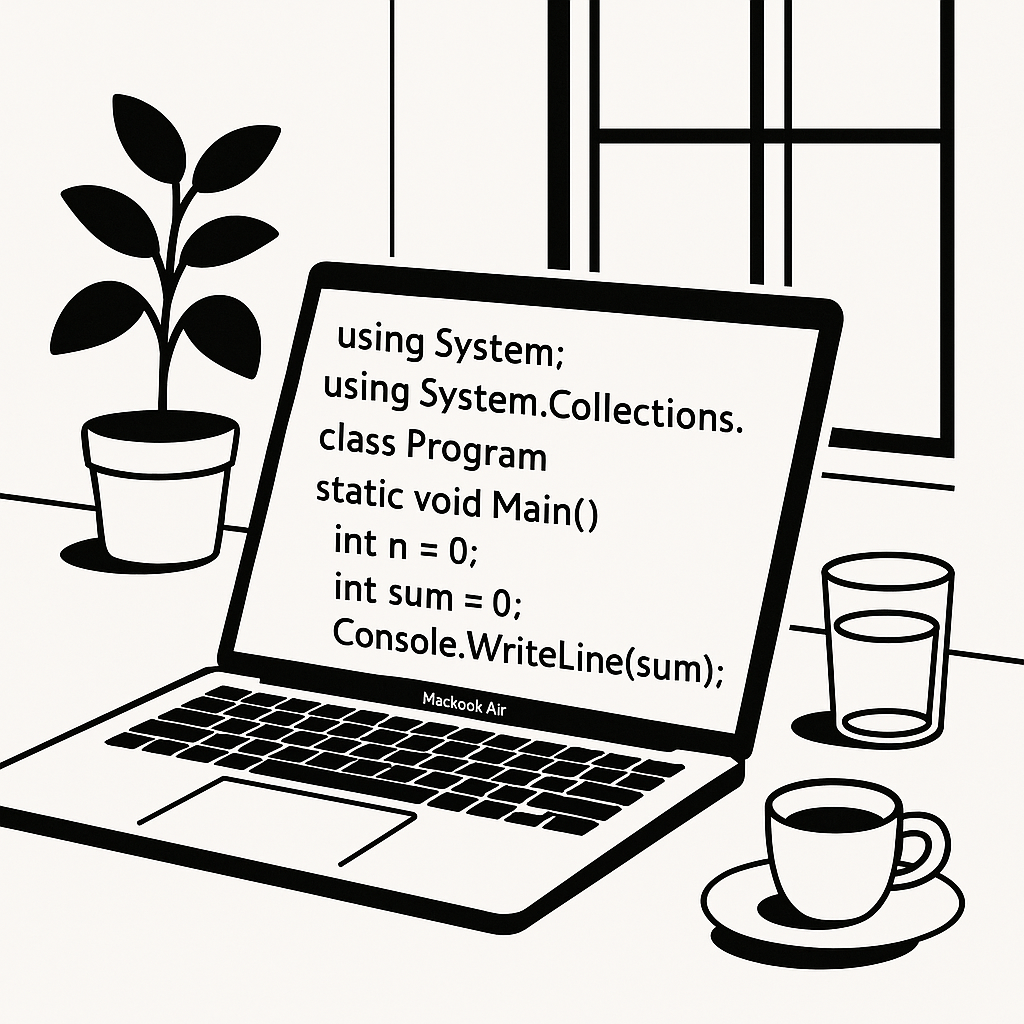 using System;
using System.Collections.
class Program
static void Main()
int n = 0;
int sum = 0;
Console.WriteLine(sum);
Mackook Air